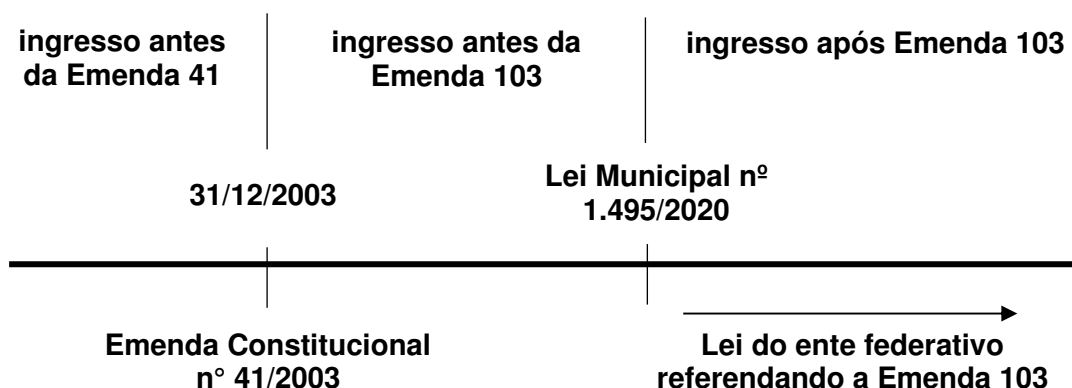 ingresso antes
da Emenda 41
ingresso antes da
Emenda 103
ingresso após Emenda 103
31/12/2003
Lei Municipal nº
1.495/2020
Emenda Constitucional
n° 41/2003
Lei do ente federativo
referendando a Emenda 103